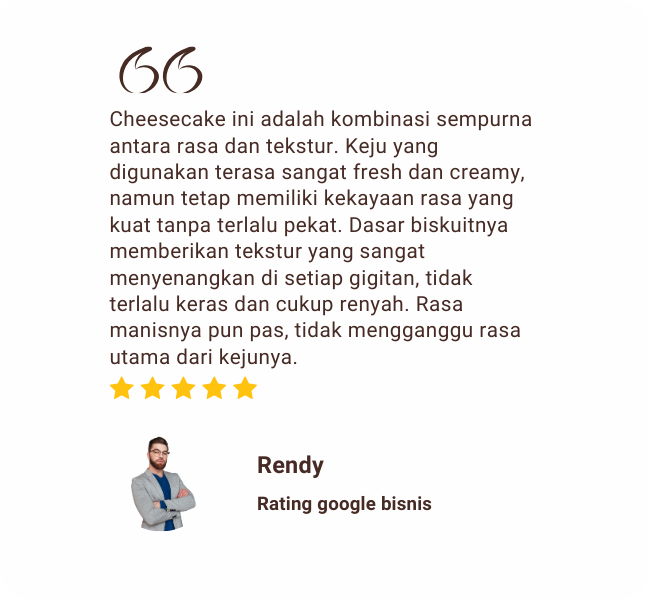 Cheesecake ini adalah kombinasi sempurna
antara rasa dan tekstur. Keju yang
digunakan terasa sangat fresh dan creamy,
namun tetap memiliki kekayaan rasa yang
kuat tanpa terlalu pekat. Dasar biskuitnya
memberikan tekstur yang sangat
menyenangkan di setiap gigitan, tidak
terlalu keras dan cukup renyah. Rasa
manisnya pun pas, tidak mengganggu rasa
utama dari kejunya.
Rendy
Rating google bisnis